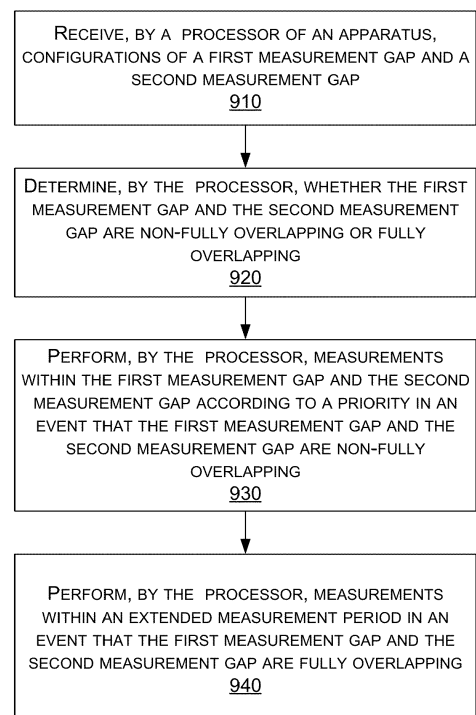 RECEIVE, BY A PROCESSOR OF AN APPARATUS,
CONFIGURATIONS OF A FIRST MEASUREMENT GAP AND A
SECOND MEASUREMENT GAP
910
DETERMINE, BY THE PROCESSOR, WHETHER THE FIRST
MEASUREMENT GAP AND THE SECOND MEASUREMENT
GAP ARE NON-FULLY OVERLAPPING OR FULLY
OVERLAPPING
920
PERFORM, BY THE PROCESSOR, MEASUREMENTS
WITHIN THE FIRST MEASUREMENT GAP AND THE SECOND
MEASUREMENT GAP ACCORDING TO A PRIORITY IN AN
EVENT THAT THE FIRST MEASUREMENT GAP AND THE
SECOND MEASUREMENT GAP ARE NON-FULLY
OVERLAPPING
930
PERFORM, BY THE PROCESSOR, MEASUREMENTS
WITHIN AN EXTENDED MEASUREMENT PERIOD IN AN
EVENT THAT THE FIRST MEASUREMENT GAP AND THE
SECOND MEASUREMENT GAP ARE FULLY OVERLAPPING
940